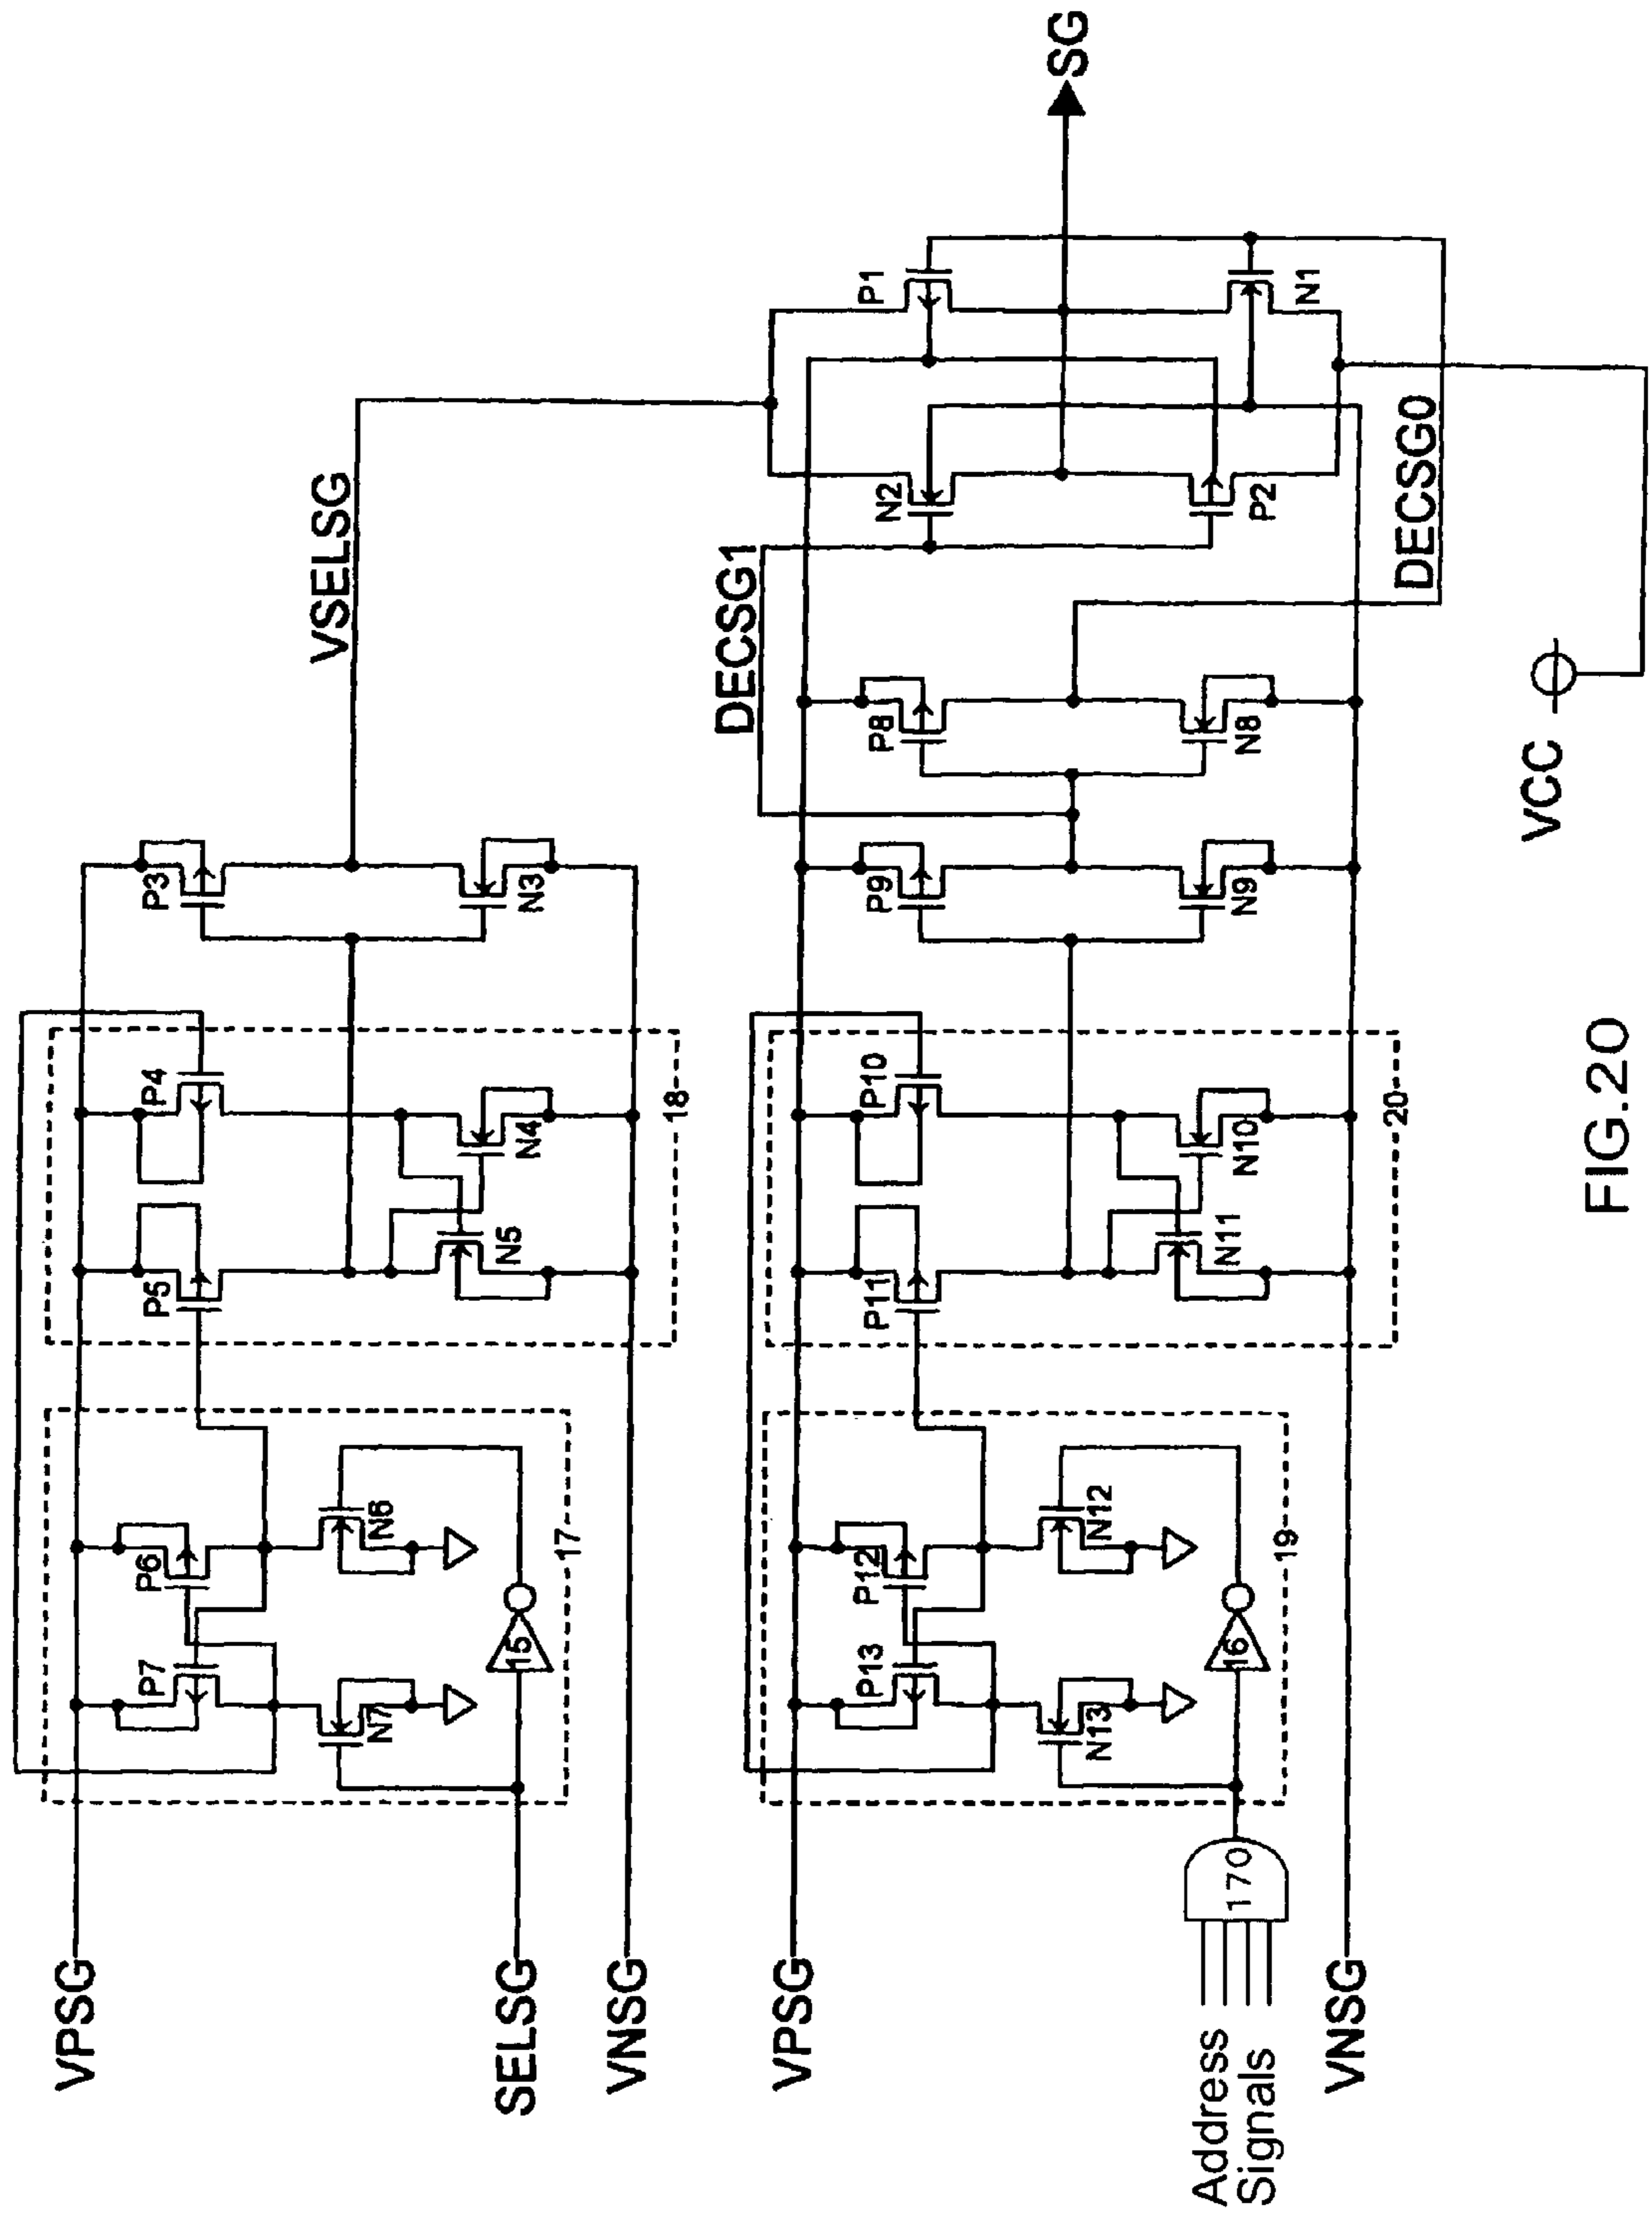 VPSG
SELSG
VNSG
P7
P6
N7
N6
15
17
P5
P4
N5
N4
18
P3
N3
VSELSG
VPSG
Address
Signals
VNSG
170
P13
P12
N13
N12
16
19
P11
P10
N11
N10
20
P9
N9
P8
N8
DECSG1
N2
P2
P1
N1
DECSG0
SG
VCC
FIG.20